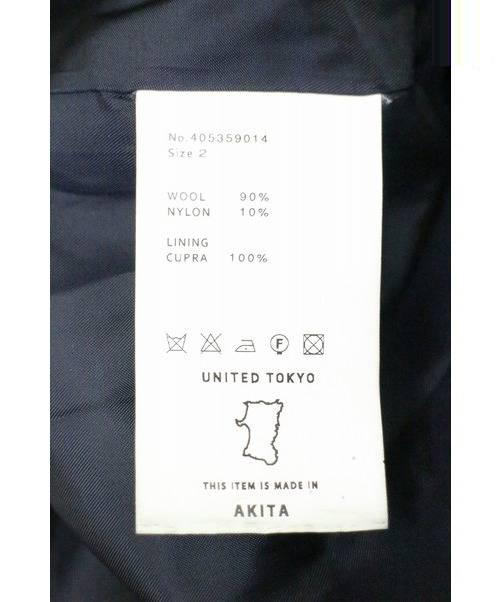 No.405359014
Size 2
WOOL 90%
NYLON 10%
LINING
CUPRA 100%
F
UNITED TOKYO
THIS ITEM IS MADE IN
AKITA